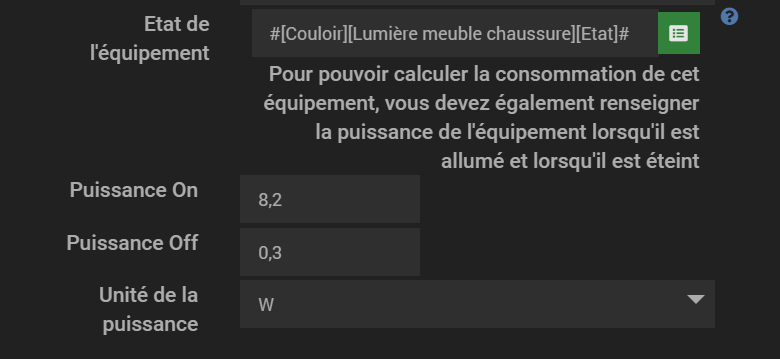 Etat de
l'équipement
#[Couloir][Lumière meuble chaussure][Etat]#
?
Pour pouvoir calculer la consommation de cet
équipement, vous devez également renseigner
la puissance de l'équipement lorsqu'il est
allumé et lorsqu'il est éteint
Puissance On
8,2
Puissance Off
0,3
Unité de la
puissance
W